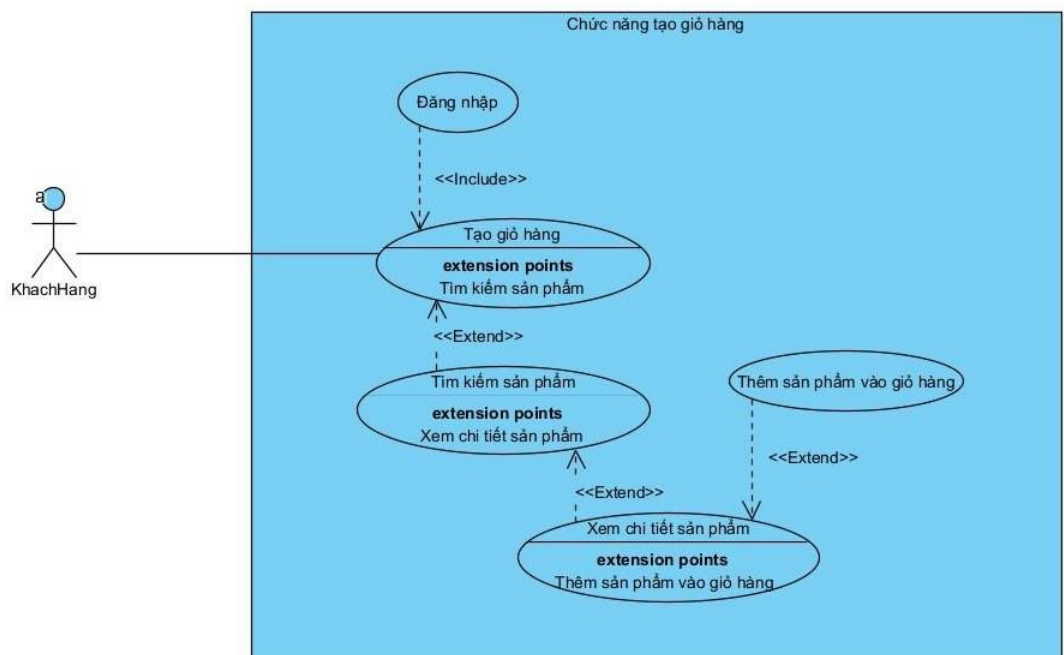 Chức năng tạo giỏ hàng
Đăng nhập
<<Include>>
a
KhachHang
Tạo giỏ hàng
extension points
Tìm kiếm sản phẩm
<<Extend>>
Tìm kiếm sản phẩm
extension points
Xem chi tiết sản phẩm
Thêm sản phẩm vào giỏ hàng
<<Extend>>
<<Extend>>
Xem chi tiết sản phẩm
extension points
Thêm sản phẩm vào giỏ hàng